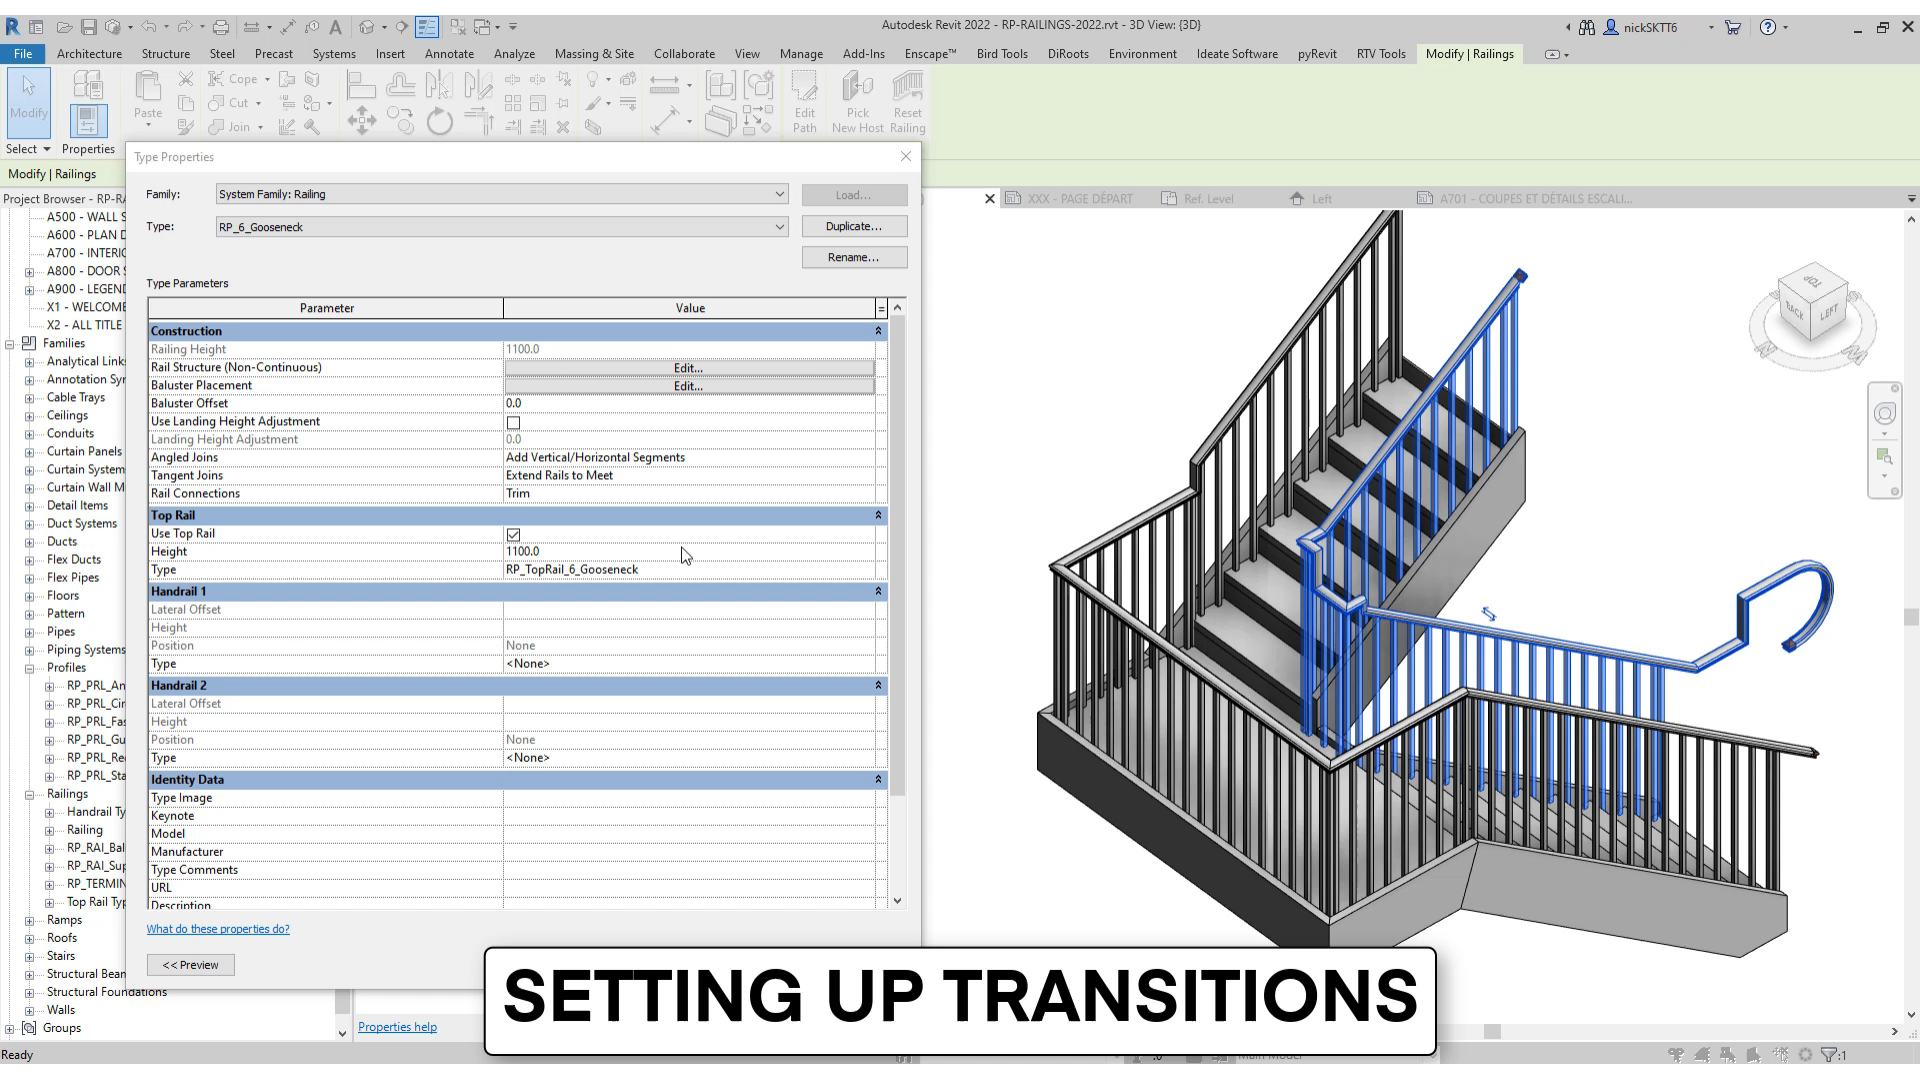 Autodesk Revit 2022 - RP-RAILINGS-2022.rvt - 3D View: {3D}
nickSKTT6
File Architecture Structure Steel Precast Systems Insert Annotate Analyze Massing & Site Collaborate View Manage Add-Ins Enscape™ Bird Tools DiRoots Environment Ideate Software pyRevit RTV Tools Modify | Railings
Modify
Paste
Cope
Cut
Join
Edit Path
Pick New Host
Reset Railing
Select
Properties
Modify | Railings
Project Browser - RP-RA
A500 - WALL S
A600 - PLAN D
A700 - INTERIO
A800 - DOOR S
A900 - LEGEND
X1 - WELCOME
X2 - ALL TITLE
Families
Analytical Links
Annotation Syr
Cable Trays
Ceilings
Conduits
Curtain Panels
Curtain System
Curtain Wall M
Detail Items
Duct Systems
Ducts
Flex Ducts
Flex Pipes
Floors
Pattern
Pipes
Piping Systems
Profiles
RP_PRL_An
RP_PRL_Cir
RP_PRL_Fas
RP_PRL_Gu
RP_PRL_Rec
RP_PRL_Sta
Railings
Handrail Ty
Railing
RP_RAI_Bal
RP_RAI_Sup
RP_TERMIN
Top Rail Typ
Ramps
Roofs
Stairs
Structural Bear
Structural Foundations
Walls
Groups
Type Properties
Family: System Family: Railing Load...
Type: RP_6_Gooseneck Duplicate...
Rename...
Type Parameters
Parameter Value =
Construction
Railing Height 1100.0
Rail Structure (Non-Continuous) Edit...
Baluster Placement Edit...
Baluster Offset 0.0
Use Landing Height Adjustment
Landing Height Adjustment 0.0
Angled Joins Add Vertical/Horizontal Segments
Tangent Joins Extend Rails to Meet
Rail Connections Trim
Top Rail
Use Top Rail
Height 1100.0
Type RP_TopRail_6_Gooseneck
Handrail 1
Lateral Offset
Height
Position None
Type <None>
Handrail 2
Lateral Offset
Height
Position None
Type <None>
Identity Data
Type Image
Keynote
Model
Manufacturer
Type Comments
URL
Description
What do these properties do?
<< Preview
XXX - PAGE DÉPART
Ref. Level
Left
A701 - COUPES ET DÉTAILS ESCALI...
TOP
BACK
LEFT
SETTING UP TRANSITIONS
Properties help
Ready
:0
Main Model
:1